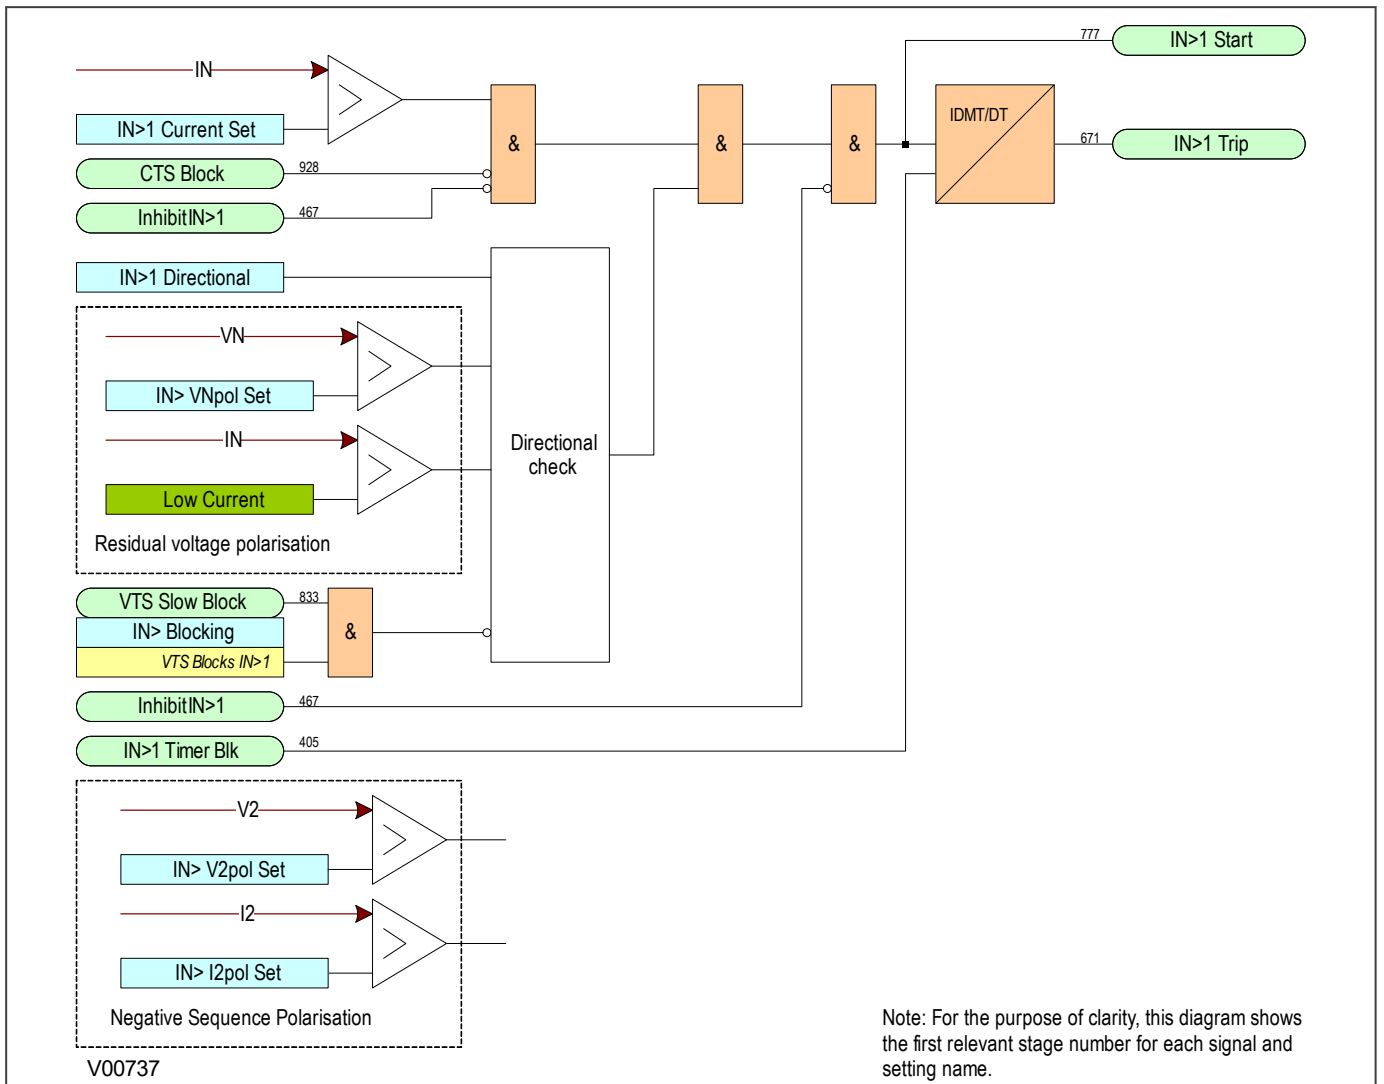 IN
IN>1 Current Set
CTS Block
928
InhibitIN>1
467
&
&
&
IDMT/DT
777
IN>1 Start
671
IN>1 Trip
IN>1 Directional
VN
IN> VNpol Set
IN
Low Current
Residual voltage polarisation
Directional
check
VTS Slow Block
833
IN> Blocking
VTS Blocks IN>1
&
InhibitIN>1
467
IN>1 Timer Blk
405
V2
IN> V2pol Set
I2
IN> I2pol Set
Negative Sequence Polarisation
V00737
Note: For the purpose of clarity, this diagram shows
the first relevant stage number for each signal and
setting name.